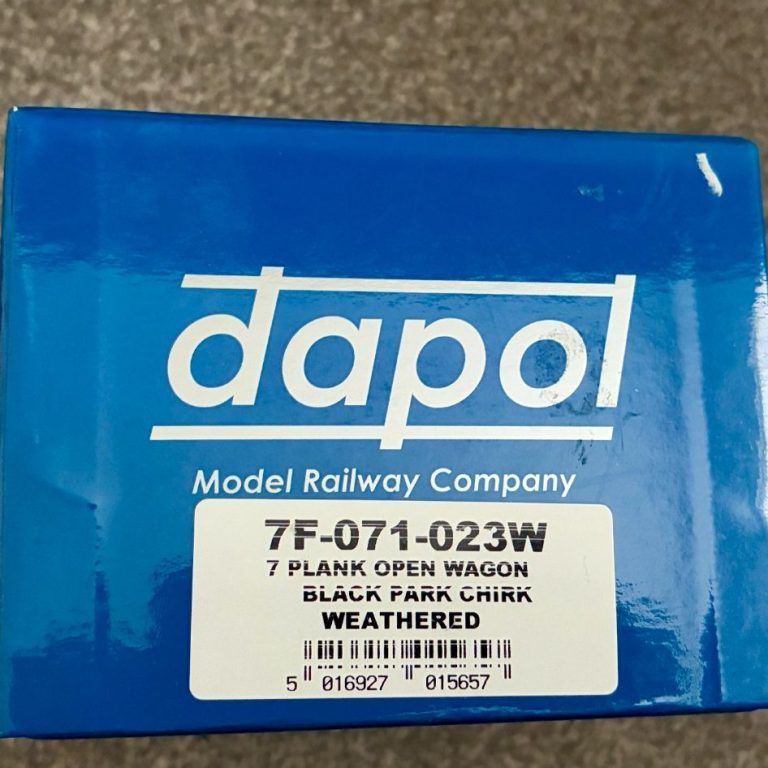 dapol
Model Railway Company
7F-071-023W
7 PLANK OPEN WAGON
BLACK PARK CHIRK
WEATHERED
5 016927 015657